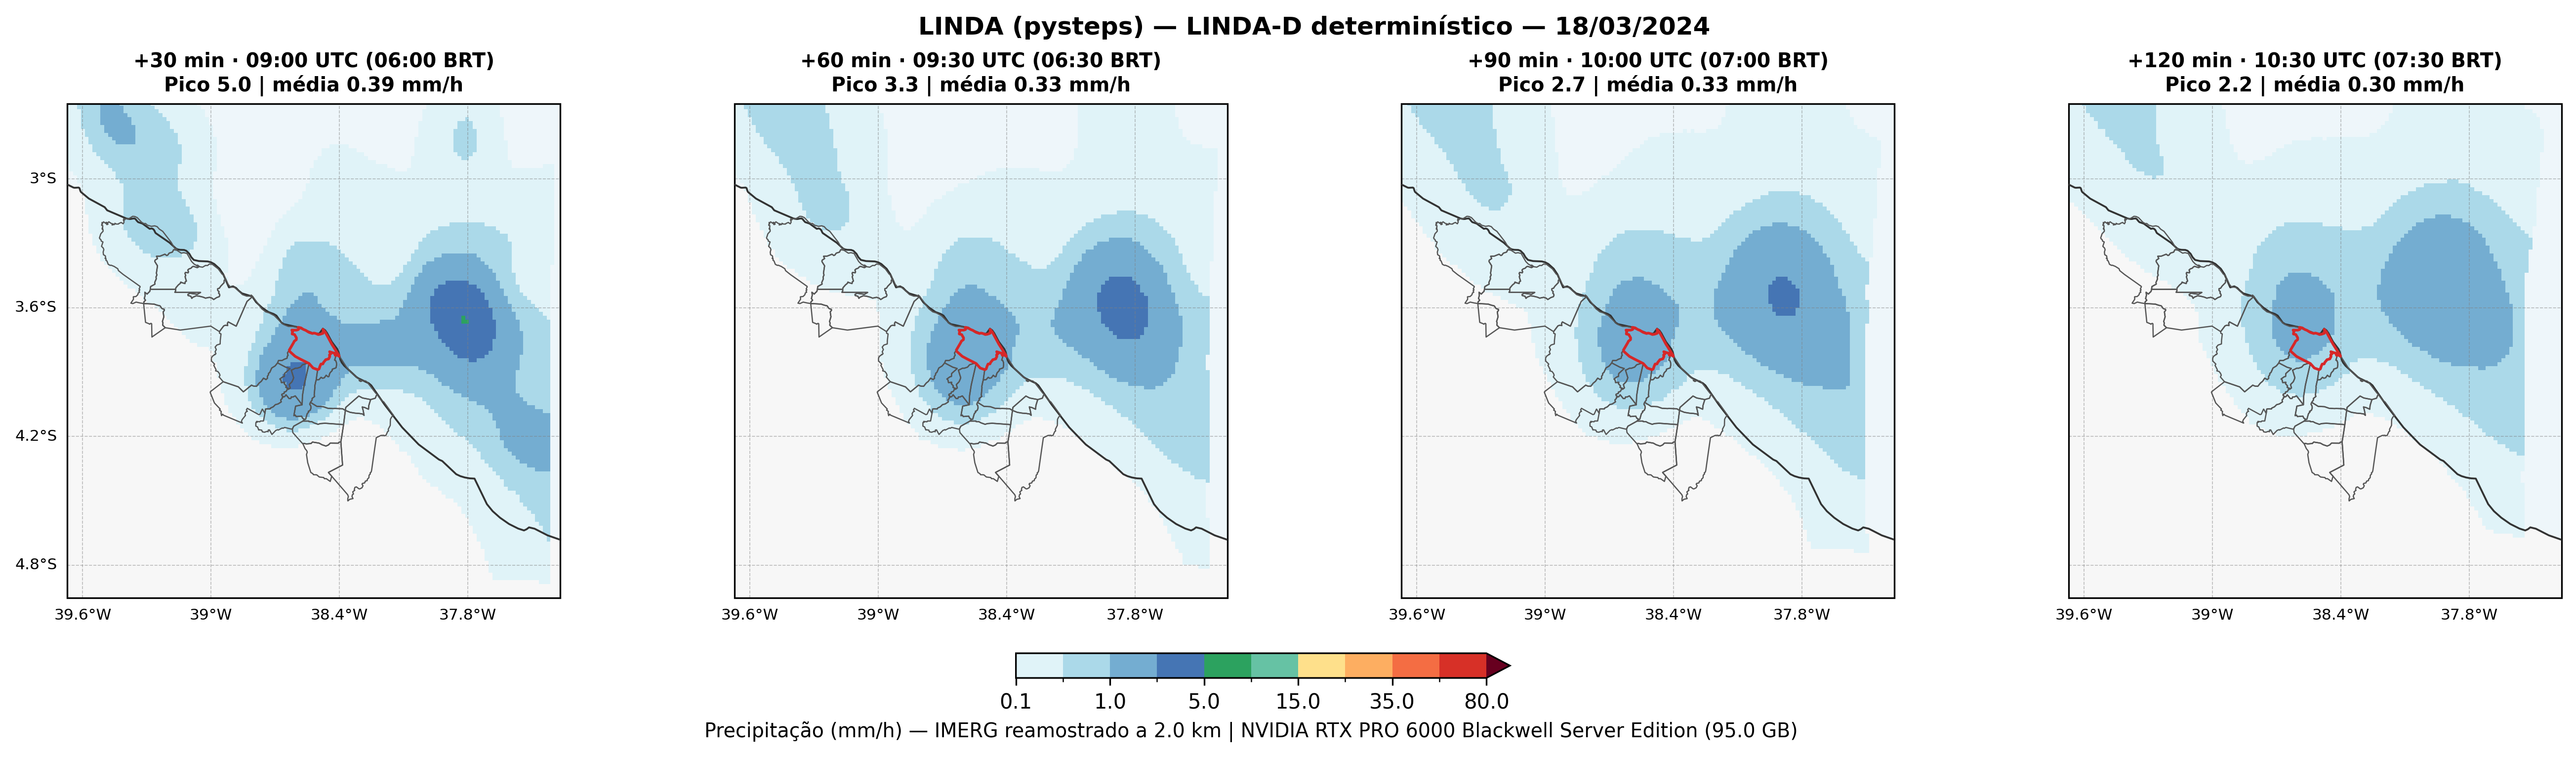 LINDA (pysteps) — LINDA-D determinístico — 18/03/2024
+30 min · 09:00 UTC (06:00 BRT)
Pico 5.0 | média 0.39 mm/h
+60 min · 09:30 UTC (06:30 BRT)
Pico 3.3 | média 0.33 mm/h
+90 min · 10:00 UTC (07:00 BRT)
Pico 2.7 | média 0.33 mm/h
+120 min · 10:30 UTC (07:30 BRT)
Pico 2.2 | média 0.30 mm/h
3°S
3.6°S
4.2°S
4.8°S
39.6°W 39°W 38.4°W 37.8°W
39.6°W 39°W 38.4°W 37.8°W
39.6°W 39°W 38.4°W 37.8°W
39.6°W 39°W 38.4°W 37.8°W
0.1 1.0 5.0 15.0 35.0 80.0
Precipitação (mm/h) — IMERG reamostrado a 2.0 km | NVIDIA RTX PRO 6000 Blackwell Server Edition (95.0 GB)